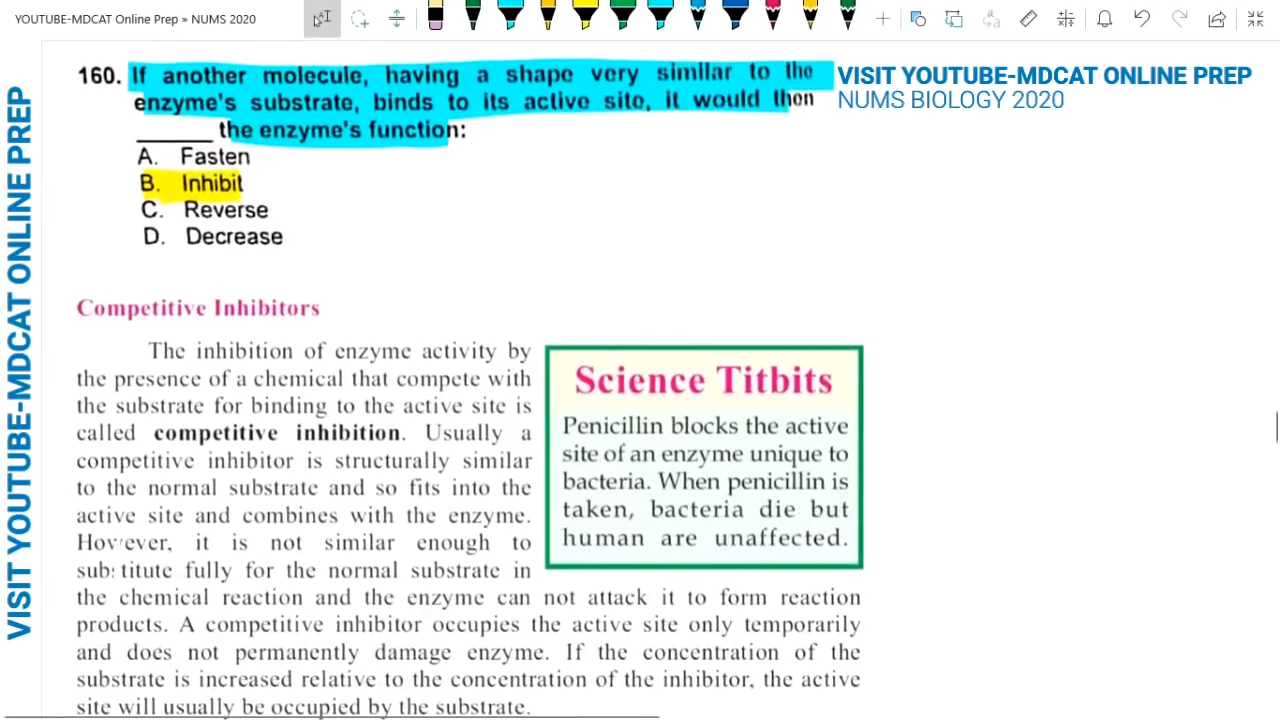 YOUTUBE-MDCAT Online Prep » NUMS 2020
VISIT YOUTUBE-MDCAT ONLINE PREP
160. If another molecule, having a shape very similar to the
enzyme's substrate, binds to its active site, it would then
______ the enzyme's function:
A. Fasten
B. Inhibit
C. Reverse
D. Decrease
VISIT YOUTUBE-MDCAT ONLINE PREP
NUMS BIOLOGY 2020
Competitive Inhibitors
The inhibition of enzyme activity by
the presence of a chemical that compete with
the substrate for binding to the active site is
called competitive inhibition. Usually a
competitive inhibitor is structurally similar
to the normal substrate and so fits into the
active site and combines with the enzyme.
However, it is not similar enough to
substitute fully for the normal substrate in
the chemical reaction and the enzyme can not attack it to form reaction
products. A competitive inhibitor occupies the active site only temporarily
and does not permanently damage enzyme. If the concentration of the
substrate is increased relative to the concentration of the inhibitor, the active
site will usually be occupied by the substrate.
Science Titbits
Penicillin blocks the active
site of an enzyme unique to
bacteria. When penicillin is
taken, bacteria die but
human are unaffected.